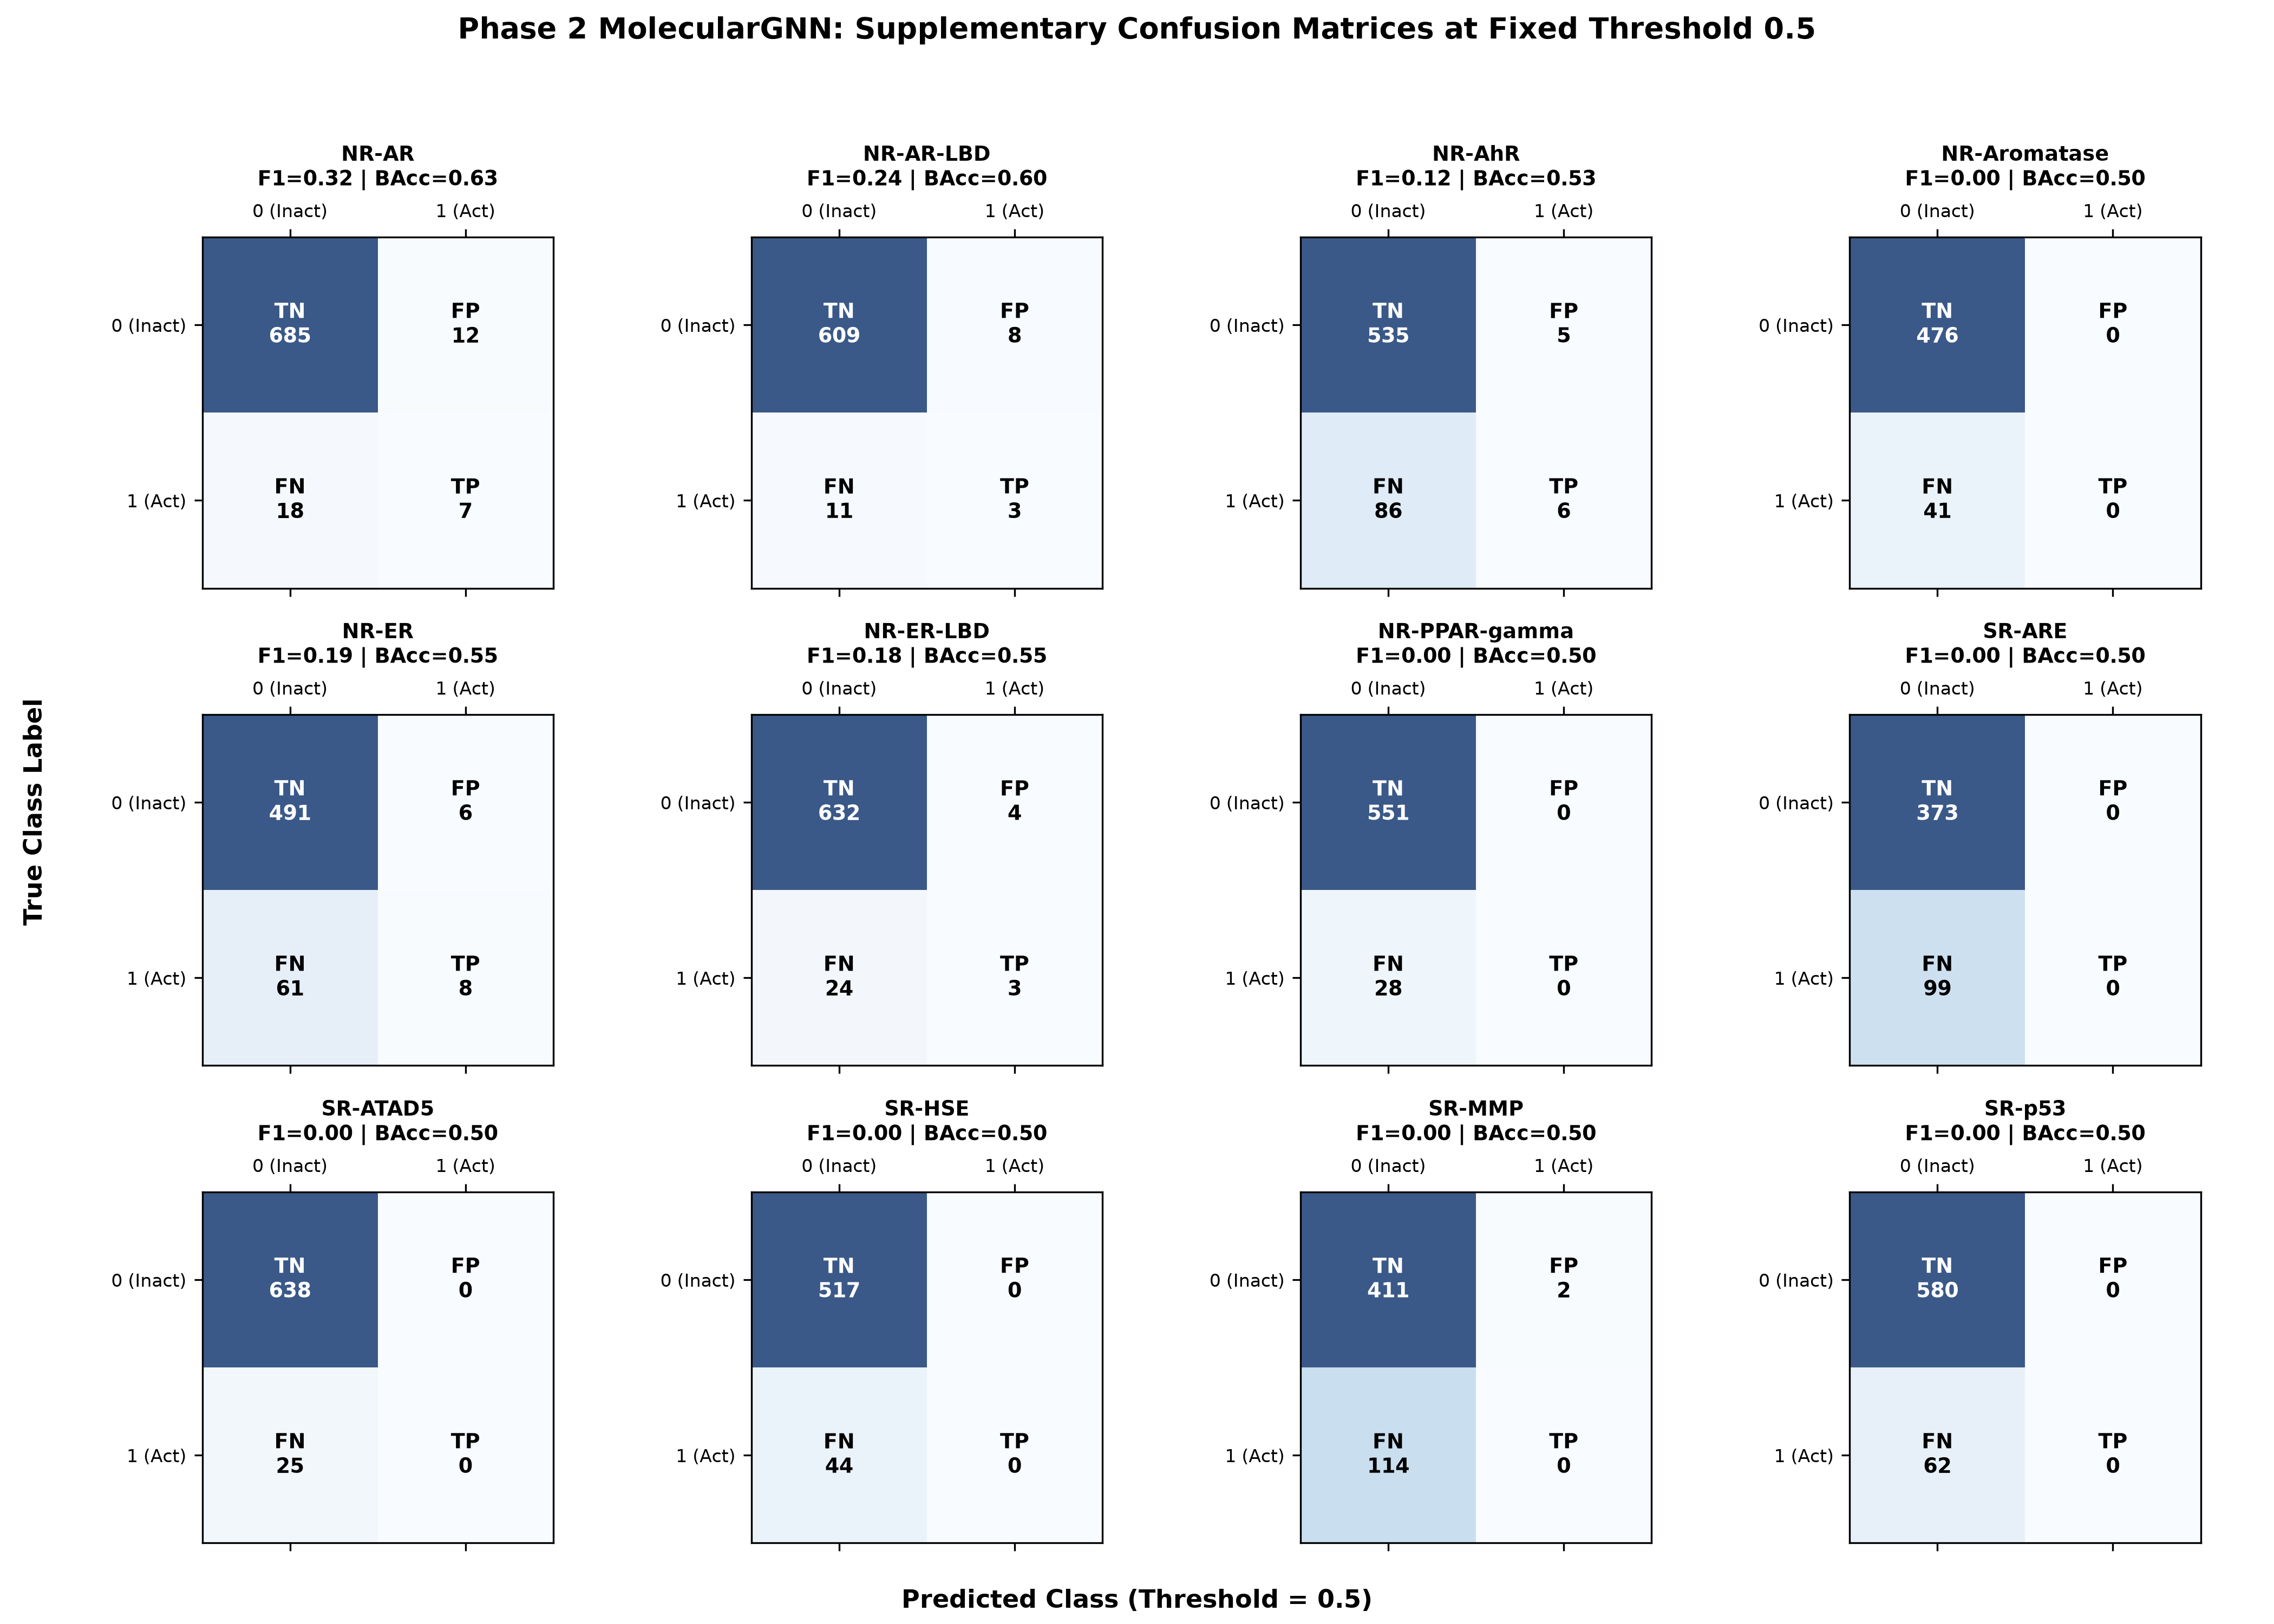 Phase 2 MolecularGNN: Supplementary Confusion Matrices at Fixed Threshold 0.5
NR-AR
F1=0.32 | BAcc=0.63
0 (Inact) 1 (Act)
0 (Inact)
TN
685
FP
12
1 (Act)
FN
18
TP
7
NR-AR-LBD
F1=0.24 | BAcc=0.60
0 (Inact) 1 (Act)
0 (Inact)
TN
609
FP
8
1 (Act)
FN
11
TP
3
NR-AhR
F1=0.12 | BAcc=0.53
0 (Inact) 1 (Act)
0 (Inact)
TN
535
FP
5
1 (Act)
FN
86
TP
6
NR-Aromatase
F1=0.00 | BAcc=0.50
0 (Inact) 1 (Act)
0 (Inact)
TN
476
FP
0
1 (Act)
FN
41
TP
0
True Class Label
NR-ER
F1=0.19 | BAcc=0.55
0 (Inact) 1 (Act)
0 (Inact)
TN
491
FP
6
1 (Act)
FN
61
TP
8
NR-ER-LBD
F1=0.18 | BAcc=0.55
0 (Inact) 1 (Act)
0 (Inact)
TN
632
FP
4
1 (Act)
FN
24
TP
3
NR-PPAR-gamma
F1=0.00 | BAcc=0.50
0 (Inact) 1 (Act)
0 (Inact)
TN
551
FP
0
1 (Act)
FN
28
TP
0
SR-ARE
F1=0.00 | BAcc=0.50
0 (Inact) 1 (Act)
0 (Inact)
TN
373
FP
0
1 (Act)
FN
99
TP
0
SR-ATAD5
F1=0.00 | BAcc=0.50
0 (Inact) 1 (Act)
0 (Inact)
TN
638
FP
0
1 (Act)
FN
25
TP
0
SR-HSE
F1=0.00 | BAcc=0.50
0 (Inact) 1 (Act)
0 (Inact)
TN
517
FP
0
1 (Act)
FN
44
TP
0
SR-MMP
F1=0.00 | BAcc=0.50
0 (Inact) 1 (Act)
0 (Inact)
TN
411
FP
2
1 (Act)
FN
114
TP
0
SR-p53
F1=0.00 | BAcc=0.50
0 (Inact) 1 (Act)
0 (Inact)
TN
580
FP
0
1 (Act)
FN
62
TP
0
Predicted Class (Threshold = 0.5)